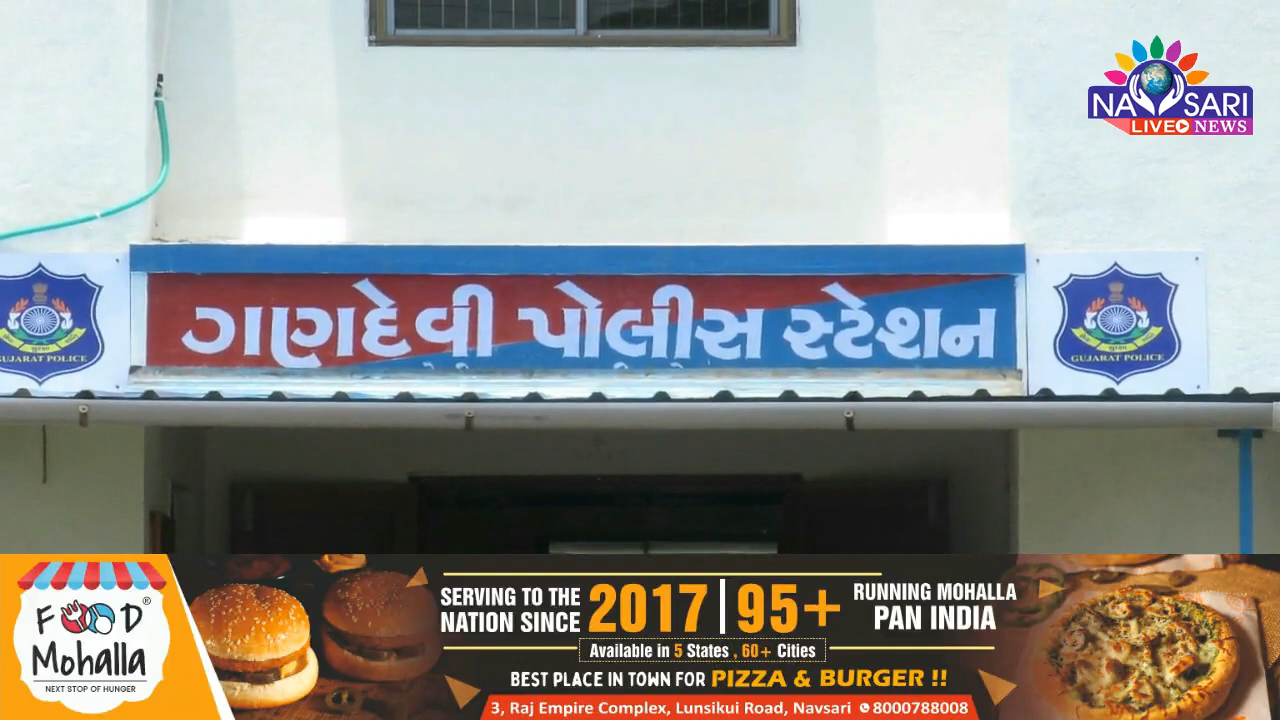 NAVSARI
LIVE NEWS
ગણદેવી પોલીસ સ્ટેશન
GUJARAT POLICE
GUJARAT POLICE
FOOD®
Mohalla
NEXT STOP OF HUNGER
SERVING TO THE
NATION SINCE
2017
95+
RUNNING MOHALLA
PAN INDIA
Available in 5 States , 60+ Cities
BEST PLACE IN TOWN FOR PIZZA & BURGER !!
3, Raj Empire Complex, Lunsikui Road, Navsari 8000788008